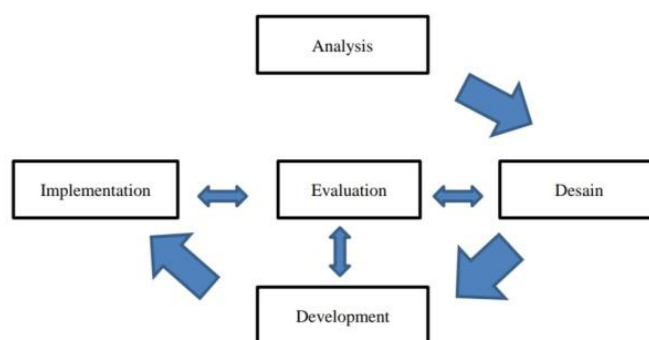 Analysis
Implementation
Evaluation
Desain
Development